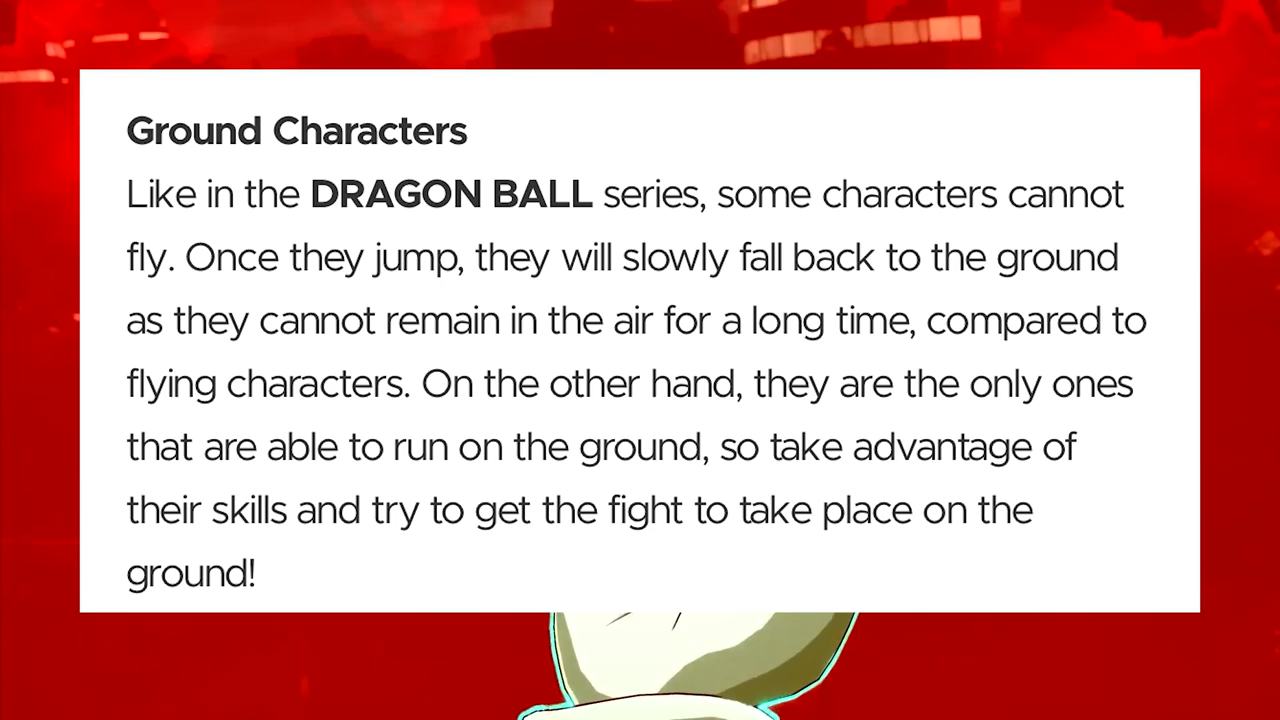 Ground Characters
Like in the DRAGON BALL series, some characters cannot
fly. Once they jump, they will slowly fall back to the ground
as they cannot remain in the air for a long time, compared to
flying characters. On the other hand, they are the only ones
that are able to run on the ground, so take advantage of
their skills and try to get the fight to take place on the
ground!